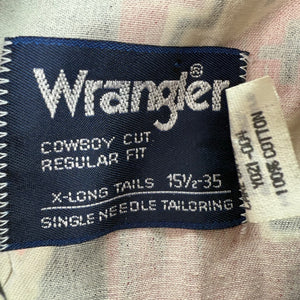 Wrangler®
COWBOY CUT
REGULAR FIT
X-LONG TAILS 15½-35
SINGLE NEEDLE TAILORING
100% COTTON